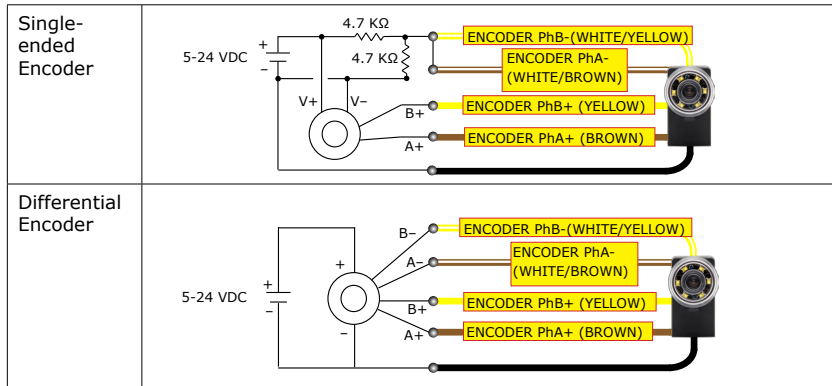 Single-
ended
Encoder
4.7 KΩ
4.7 KΩ
5-24 VDC
+
–
V+
V–
B+
A+
ENCODER PhB-(WHITE/YELLOW)
ENCODER PhA-
(WHITE/BROWN)
ENCODER PhB+ (YELLOW)
ENCODER PhA+ (BROWN)
Differential
Encoder
5-24 VDC
+
–
+
–
B–
A–
B+
A+
ENCODER PhB-(WHITE/YELLOW)
ENCODER PhA-
(WHITE/BROWN)
ENCODER PhB+ (YELLOW)
ENCODER PhA+ (BROWN)